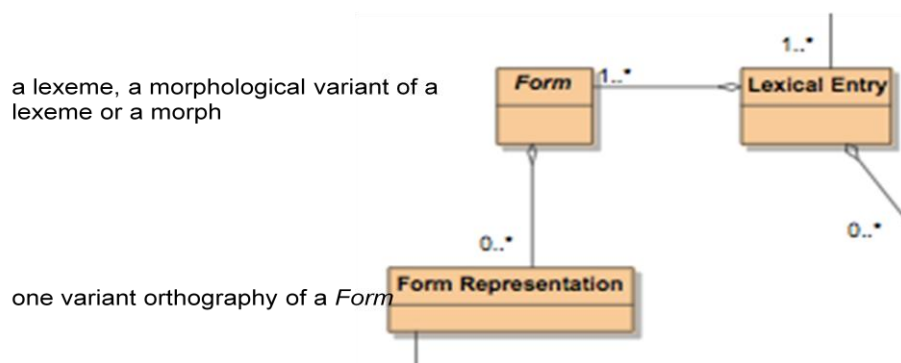 1..*
a lexeme, a morphological variant of a
lexeme or a morph
Form
1..*
Lexical Entry
0..*
0..*
one variant orthography of a Form
Form Representation